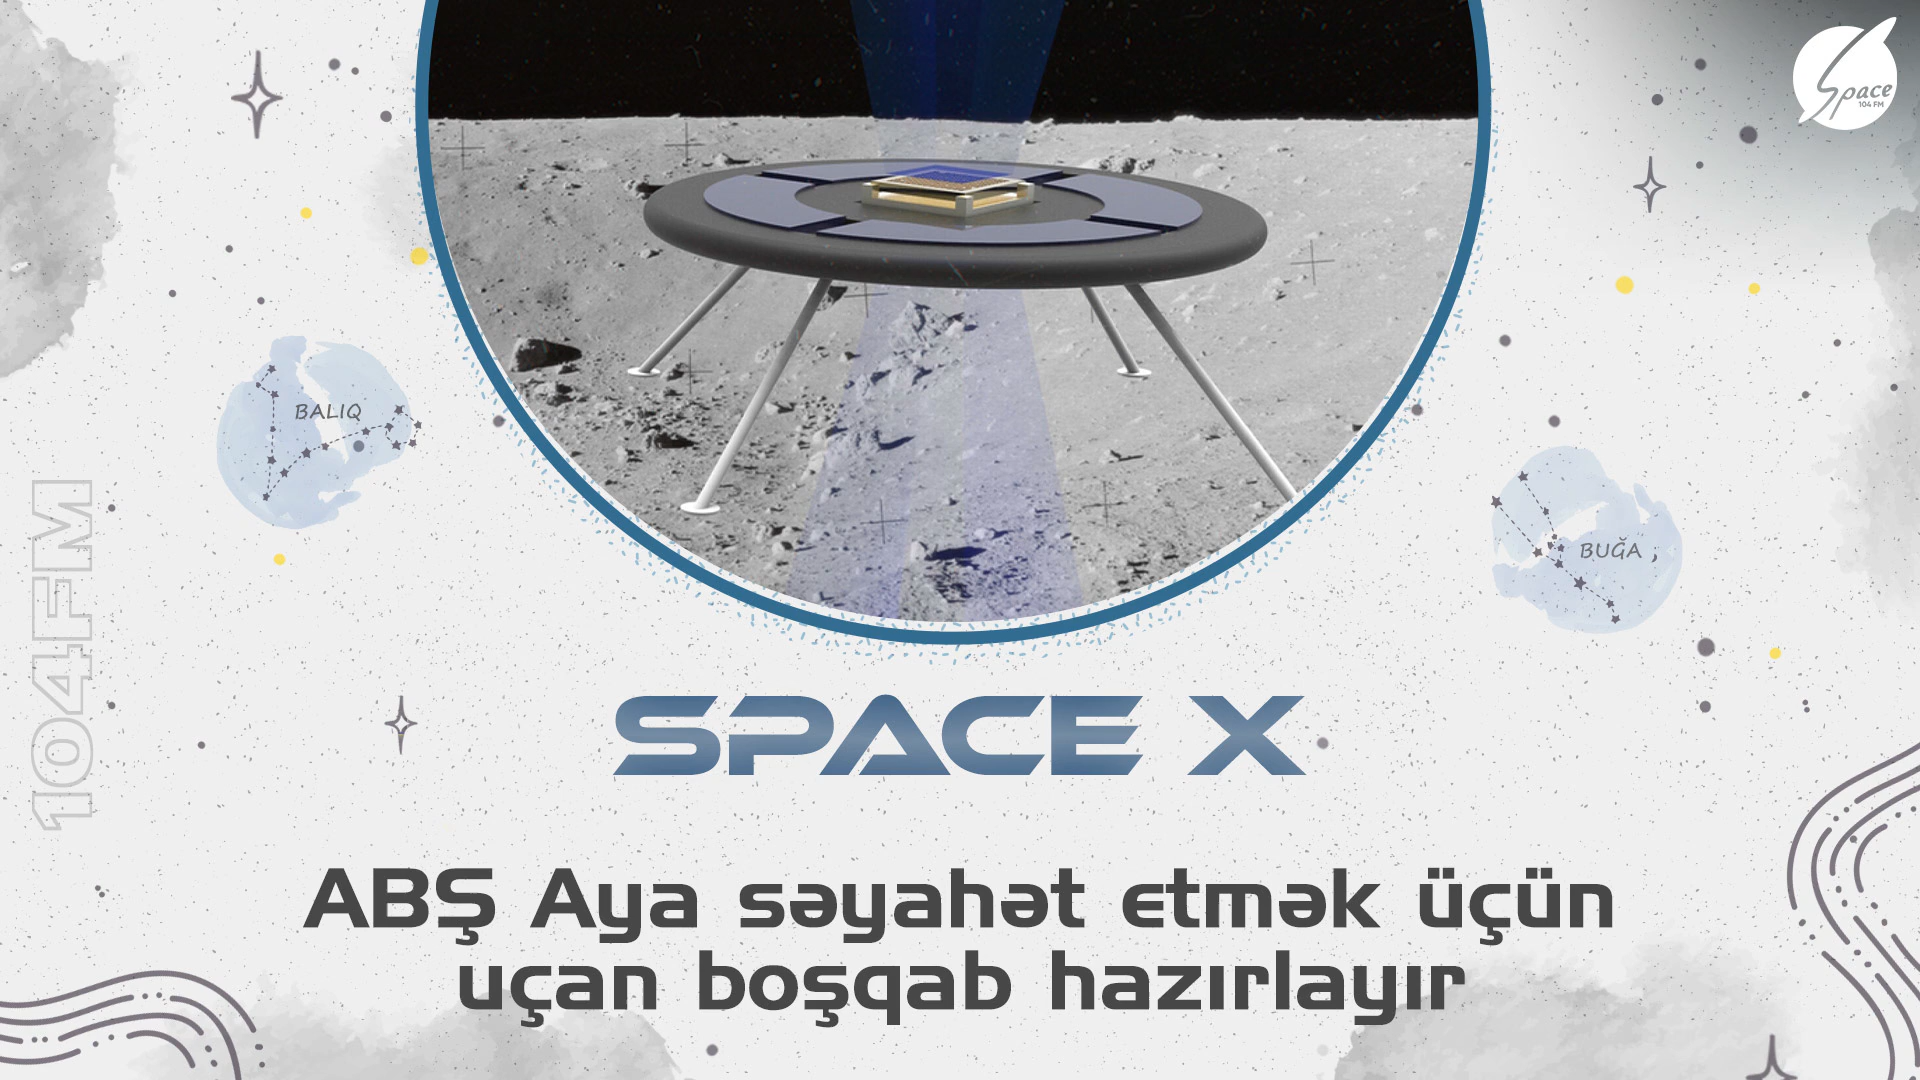 Space
104 FM
BALIQ
BUĞA
104FM
SPACE X
ABŞ Aya səyahət etmək üçün
uçan boşqab hazırlayır